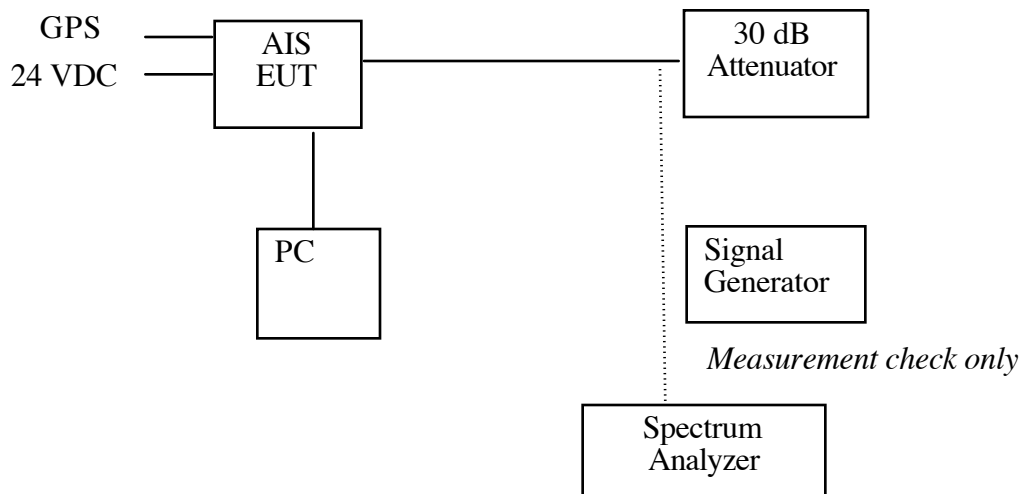 GPS
24 VDC
AIS
EUT
30 dB
Attenuator
PC
Signal
Generator
Measurement check only
Spectrum
Analyzer